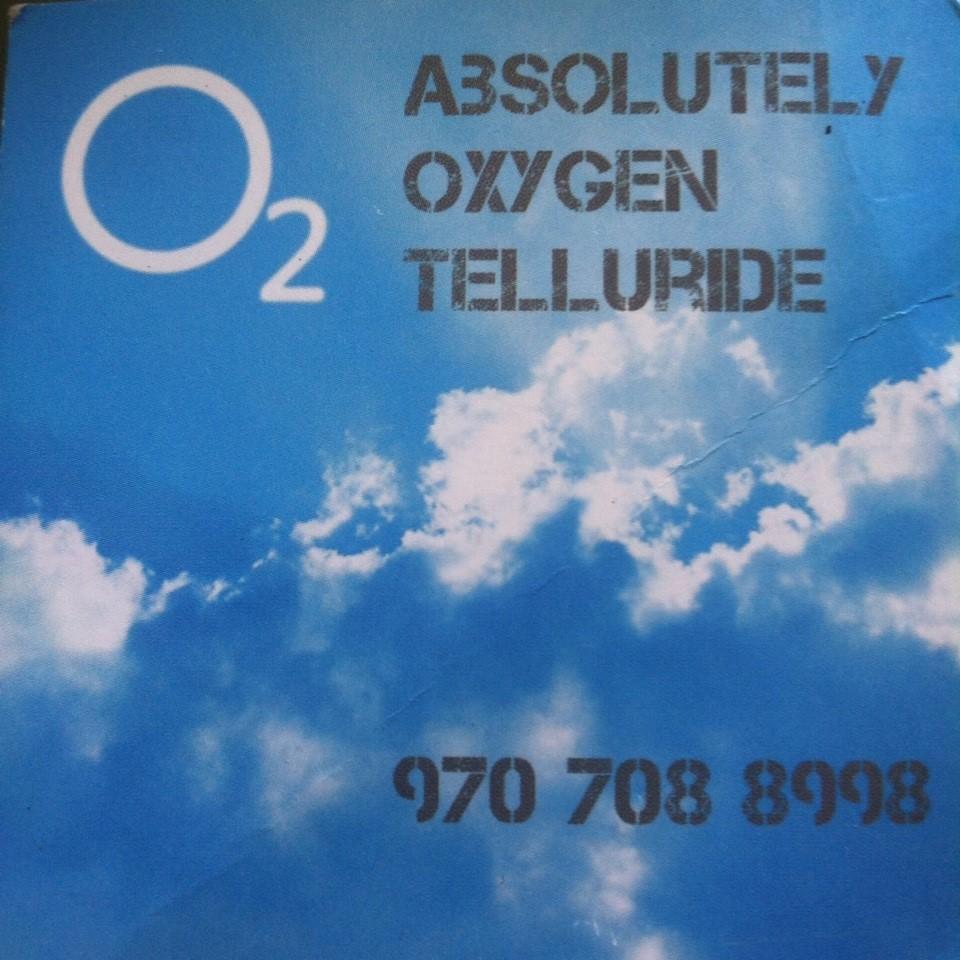 O2
ABSOLUTELY
OXYGEN
TELLURIDE
970 708 8998